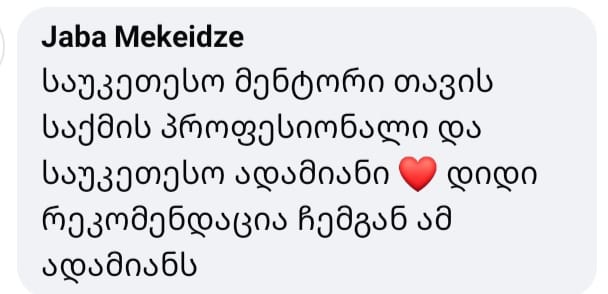 Jaba Mekeidze
საუკეთესო მენტორი თავის
საქმის პროფესიონალი და
საუკეთესო ადამიანი ❤️ დიდი
რეკომენდაცია ჩემგან ამ
ადამიანს